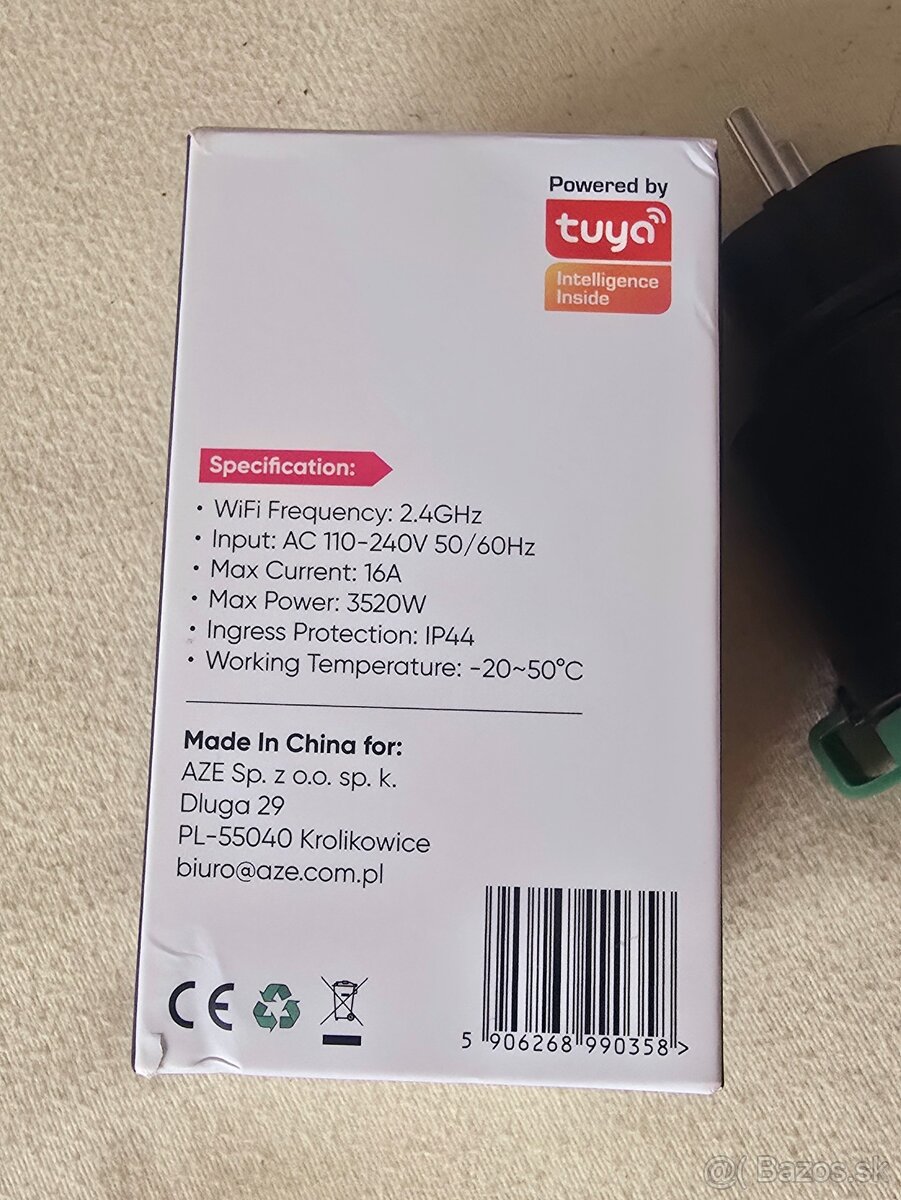 Powered by
tuya
Intelligence
Inside
Specification:
• WiFi Frequency: 2.4GHz
• Input: AC 110-240V 50/60Hz
• Max Current: 16A
• Max Power: 3520W
• Ingress Protection: IP44
• Working Temperature: -20~50°C
Made In China for:
AZE Sp. z o.o. sp. k.
Dluga 29
PL-55040 Krolikowice
biuro@aze.com.pl
CE
5 906268 990358 >
@( Bazos.sk